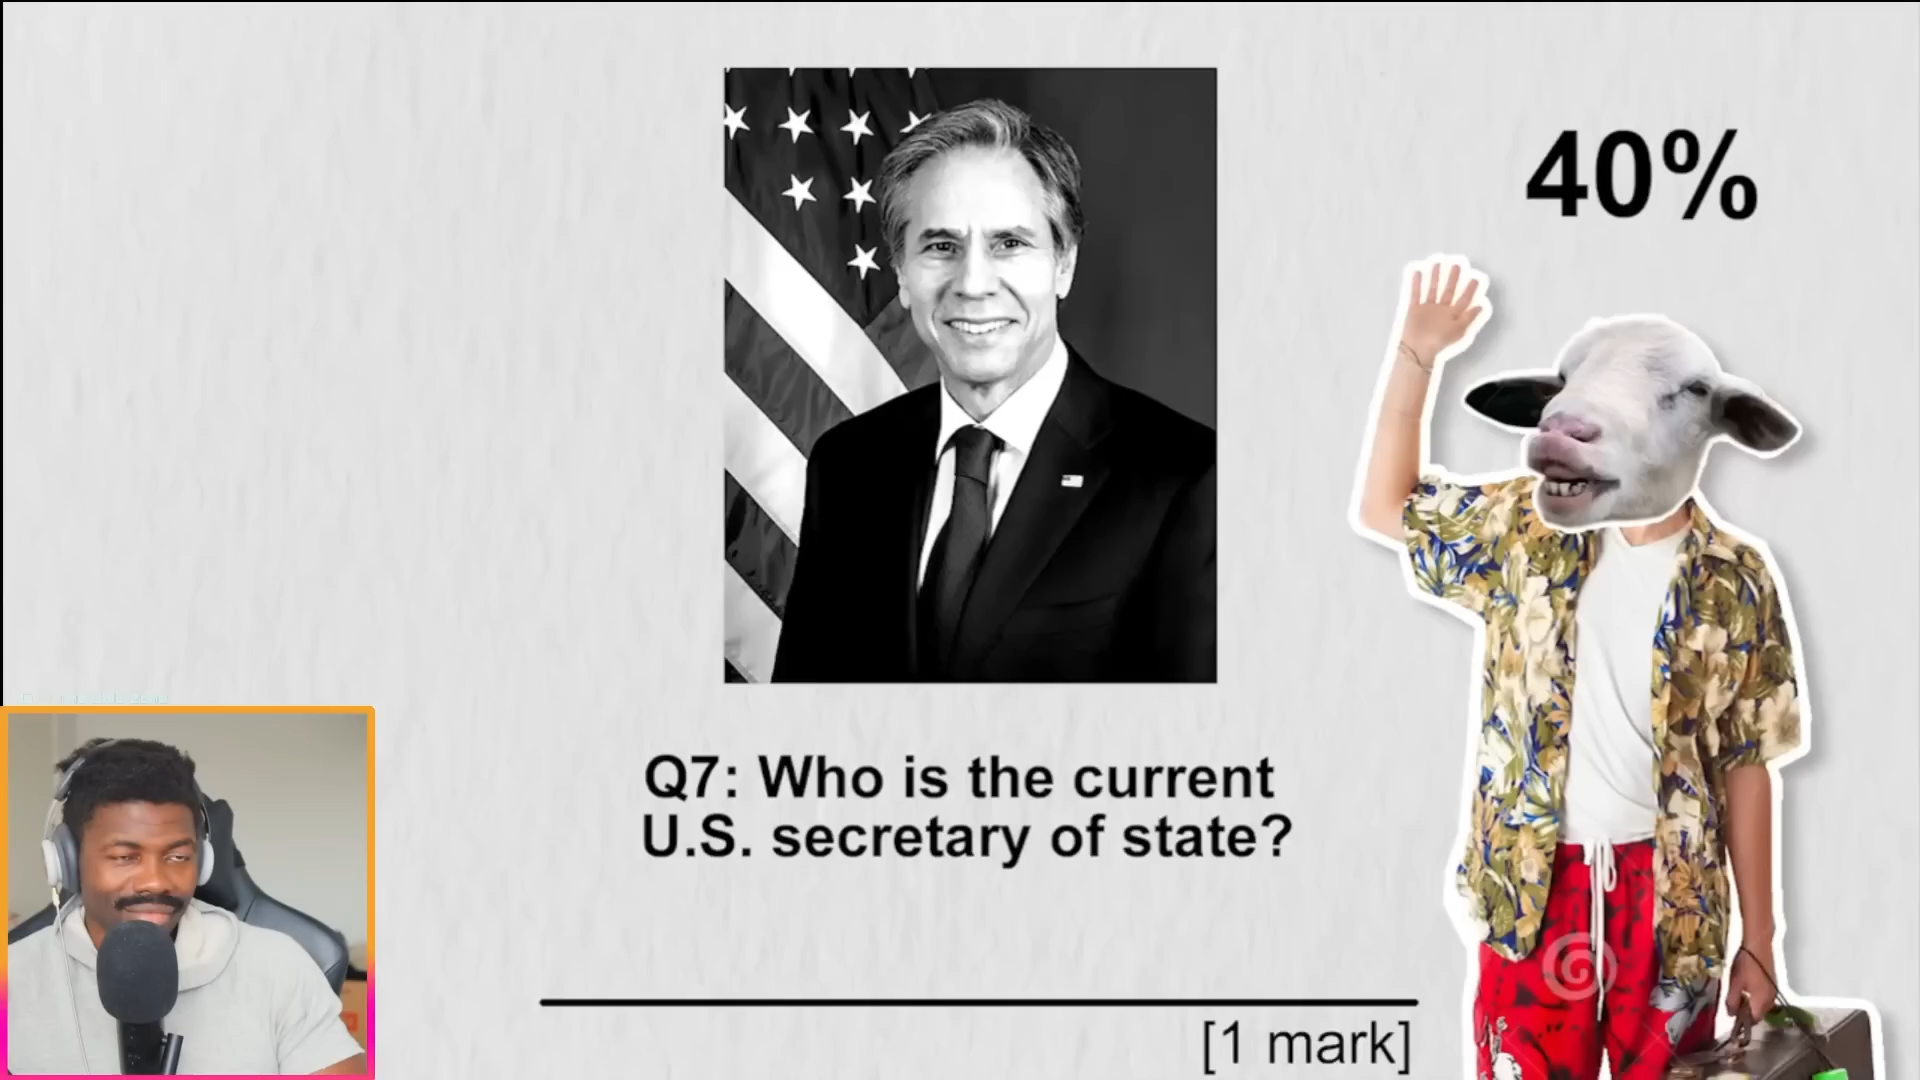 40%
Q7: Who is the current
U.S. secretary of state?
[1 mark]